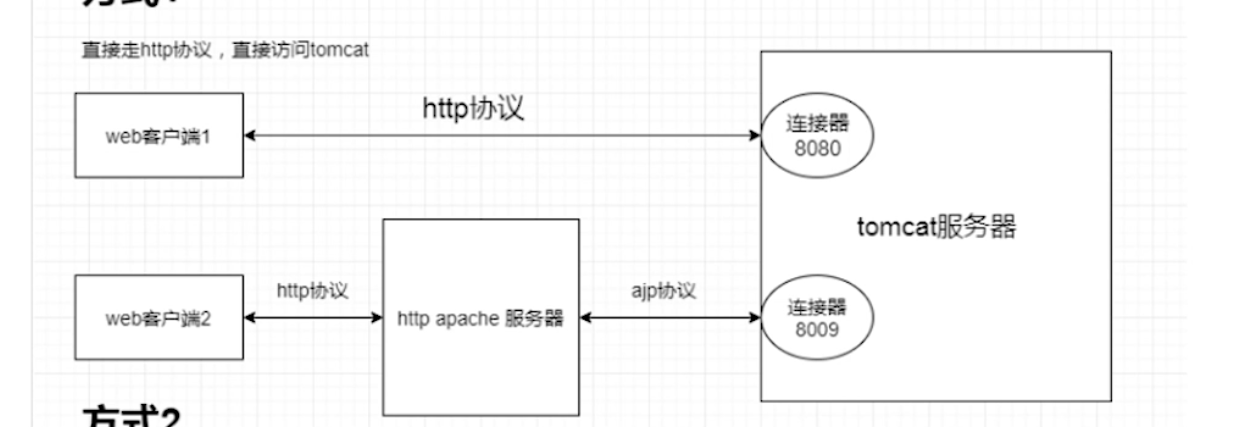 直接走http协议，直接访问tomcat
http协议
web客户端1
连接器
8080
tomcat服务器
web客户端2
http协议
http apache 服务器
ajp协议
连接器
8009
方式2